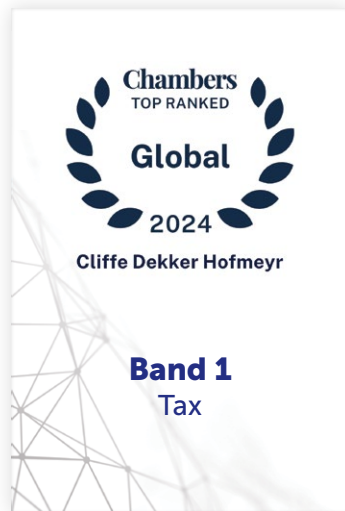 Chambers
TOP RANKED
Global
2024
Cliffe Dekker Hofmeyr
Band 1
Tax